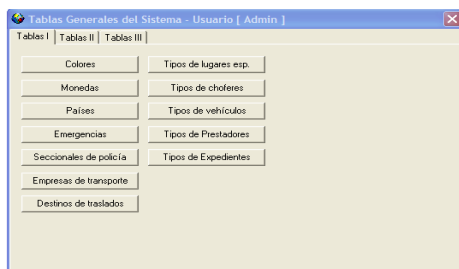 Tablas Generales del Sistema - Usuario [ Admin ]
Tablas I Tablas II Tablas III
Colores Tipos de lugares esp.
Monedas Tipos de choferes
Países Tipos de vehículos
Emergencias Tipos de Prestadores
Seccionales de policía Tipos de Expedientes
Empresas de transporte
Destinos de traslados